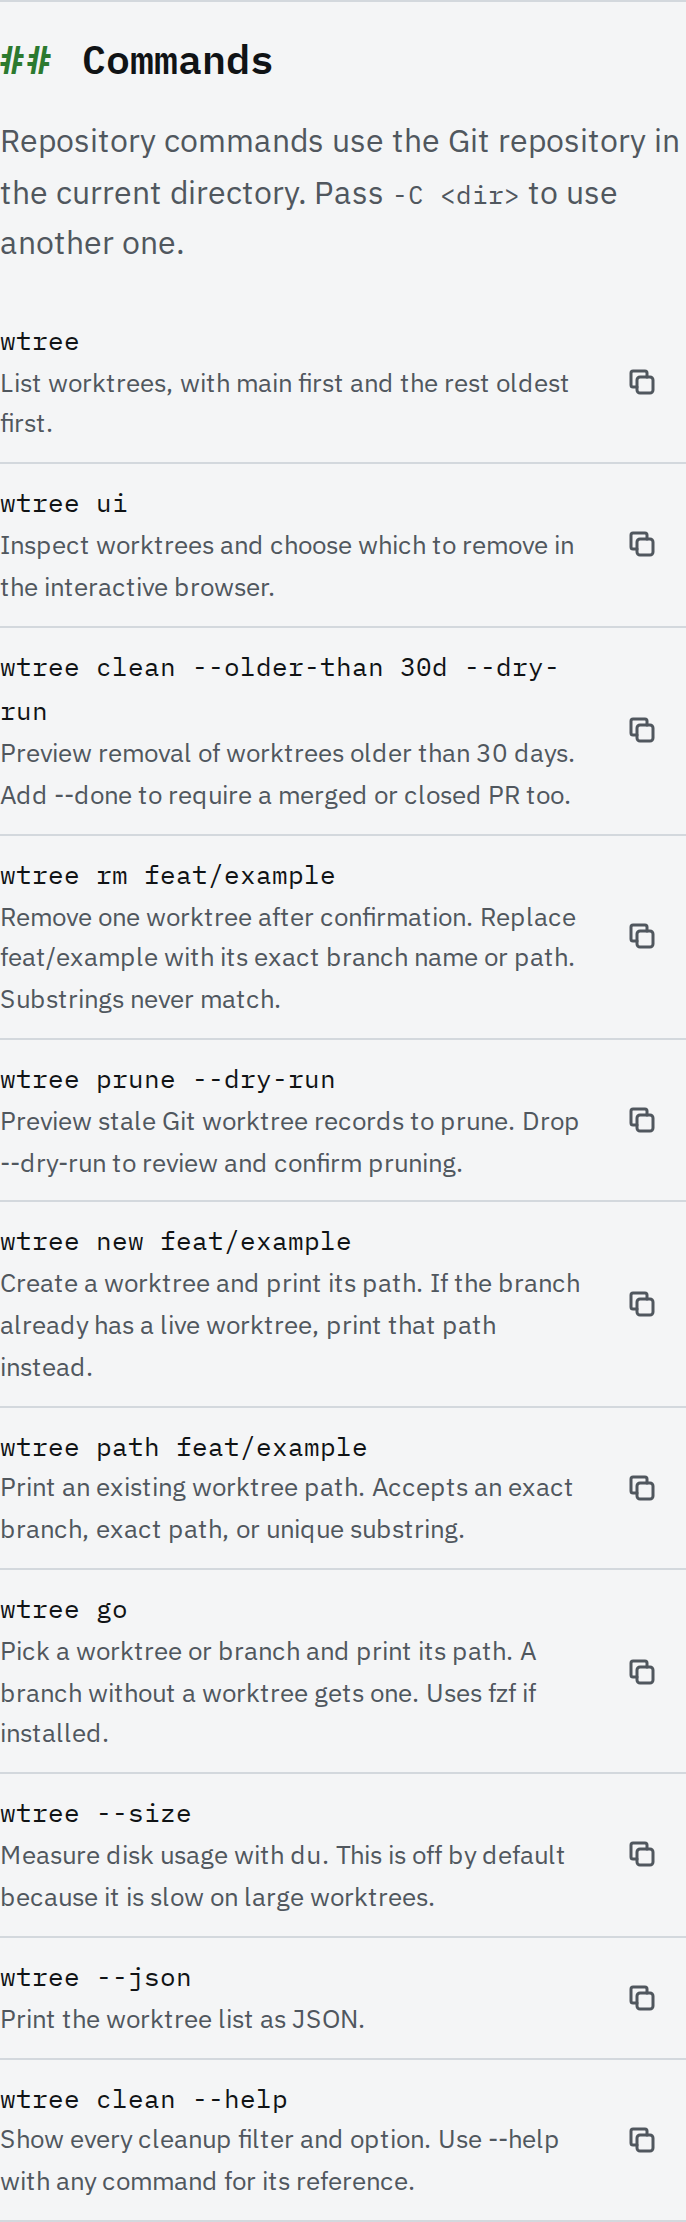 ## Commands
Repository commands use the Git repository in
the current directory. Pass -C <dir> to use
another one.
wtree
List worktrees, with main first and the rest oldest
first.
wtree ui
Inspect worktrees and choose which to remove in
the interactive browser.
wtree clean --older-than 30d --dry-
run
Preview removal of worktrees older than 30 days.
Add --done to require a merged or closed PR too.
wtree rm feat/example
Remove one worktree after confirmation. Replace
feat/example with its exact branch name or path.
Substrings never match.
wtree prune --dry-run
Preview stale Git worktree records to prune. Drop
--dry-run to review and confirm pruning.
wtree new feat/example
Create a worktree and print its path. If the branch
already has a live worktree, print that path
instead.
wtree path feat/example
Print an existing worktree path. Accepts an exact
branch, exact path, or unique substring.
wtree go
Pick a worktree or branch and print its path. A
branch without a worktree gets one. Uses fzf if
installed.
wtree --size
Measure disk usage with du. This is off by default
because it is slow on large worktrees.
wtree --json
Print the worktree list as JSON.
wtree clean --help
Show every cleanup filter and option. Use --help
with any command for its reference.